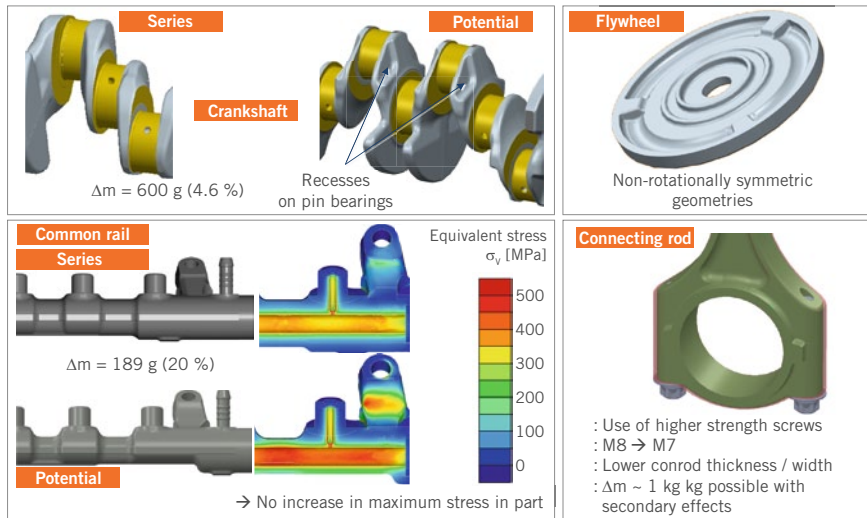 Series
Potential
Crankshaft
Δm = 600 g (4.6 %)
Recesses
on pin bearings
Flywheel
Non-rotationally symmetric
geometries
Common rail
Series
Δm = 189 g (20 %)
Potential
Equivalent stress
σᵥ [MPa]
500
400
300
200
100
0
→ No increase in maximum stress in part
Connecting rod
: Use of higher strength screws
: M8 → M7
: Lower conrod thickness / width
: Δm ~ 1 kg kg possible with
secondary effects